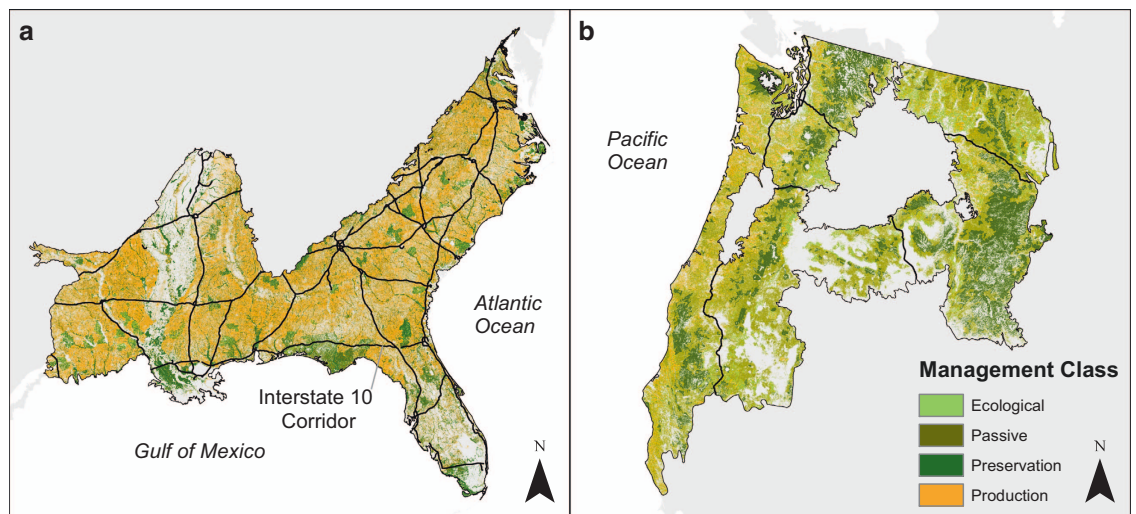 a
Atlantic
Ocean
Interstate 10
Corridor
Gulf of Mexico
N
b
Pacific
Ocean
Management Class
Ecological
Passive
Preservation
Production
N